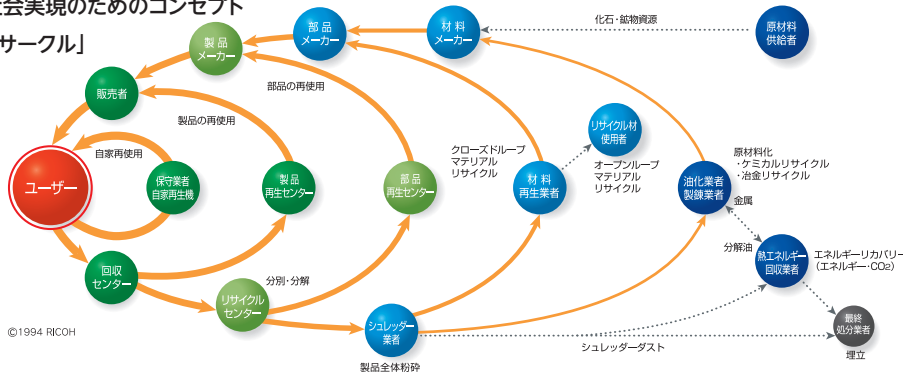 社会実現のためのコンセプト
サークル」
部 品
メーカー
材 料
メーカー
化石・鉱物資源
原材料
供給者
製 品
メーカー
部品の再使用
販売者
製品の再使用
リサイクル材
使用者
自家再使用
クローズドループ
マテリアル
リサイクル
オープンループ
マテリアル
リサイクル
原材料化
・ケミカルリサイクル
・冶金リサイクル
ユーザー
保守業者
自家再生機
製 品
再生センター
部 品
再生センター
材 料
再生業者
油化業者
製錬業者
金属
分解油
回収
センター
分別・分解
熱エネルギー
回収業者
エネルギーリカバリー
（エネルギー・CO2）
リサイクル
センター
シュレッダー
業者
最終
処分業者
©1994 RICOH
シュレッダーダスト
埋立
製品全体粉砕